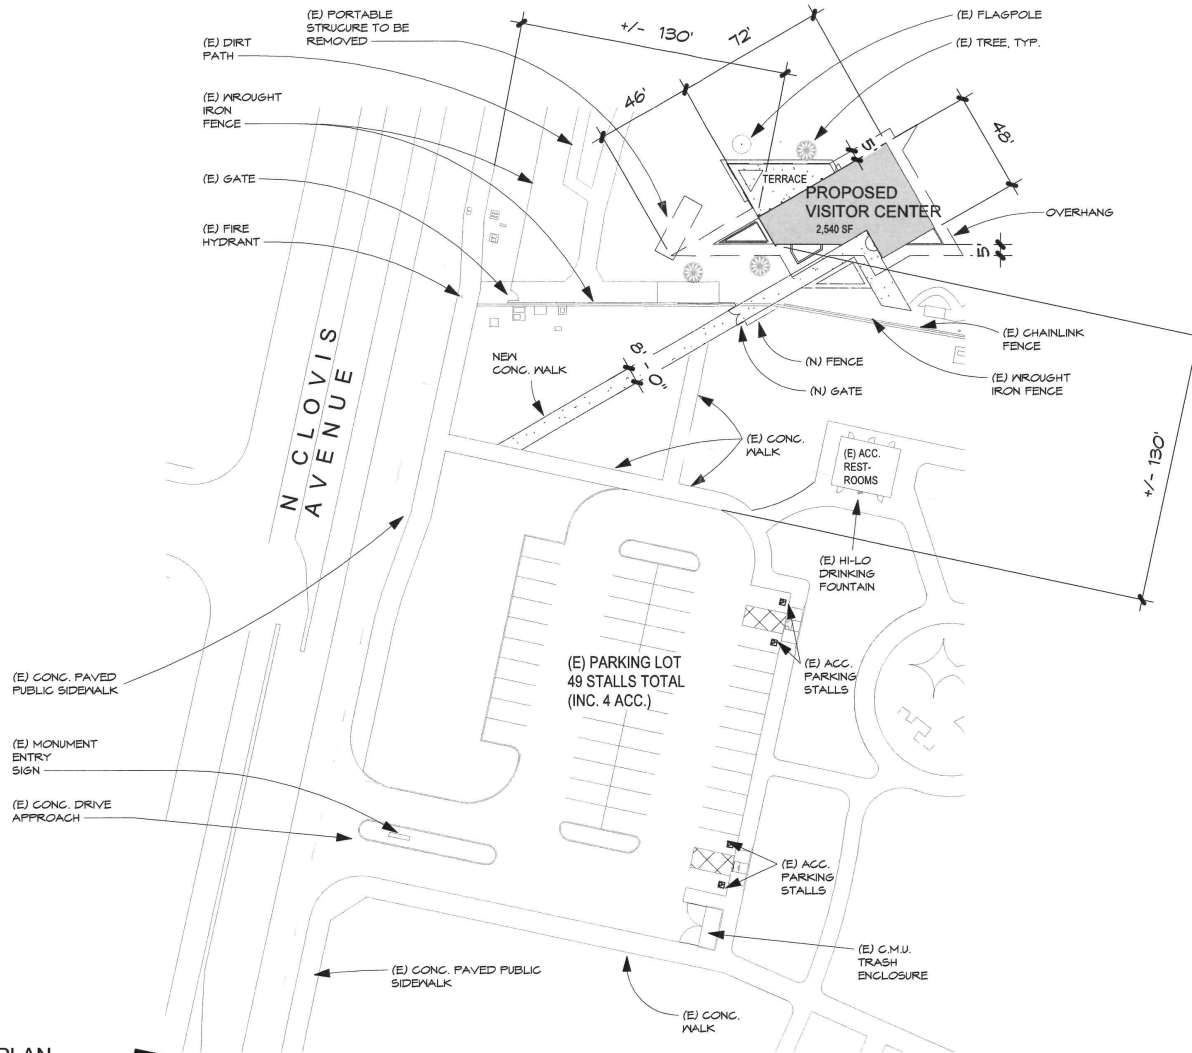 (E) PORTABLE
STRUCURE TO BE
REMOVED
+/- 130'
72'
(E) FLAGPOLE
(E) DIRT
PATH
(E) TREE, TYP.
(E) WROUGHT
IRON
FENCE
46'
48'
5'
(E) GATE
TERRACE
PROPOSED
VISITOR CENTER
2,540 SF
OVERHANG
(E) FIRE
HYDRANT
5'
(E) CHAINLINK
FENCE
N CLOVIS
AVENUE
NEW
CONC. WALK
8' - 0"
(N) FENCE
(N) GATE
(E) WROUGHT
IRON FENCE
(E) CONC.
WALK
(E) ACC.
REST-
ROOMS
+/- 130'
(E) HI-LO
DRINKING
FOUNTAIN
(E) CONC. PAVED
PUBLIC SIDEWALK
(E) PARKING LOT
49 STALLS TOTAL
(INC. 4 ACC.)
(E) ACC.
PARKING
STALLS
(E) MONUMENT
ENTRY
SIGN
(E) CONC. DRIVE
APPROACH
(E) ACC.
PARKING
STALLS
(E) CONC. PAVED PUBLIC
SIDEWALK
(E) C.M.U.
TRASH
ENCLOSURE
(E) CONC.
WALK
PLAN